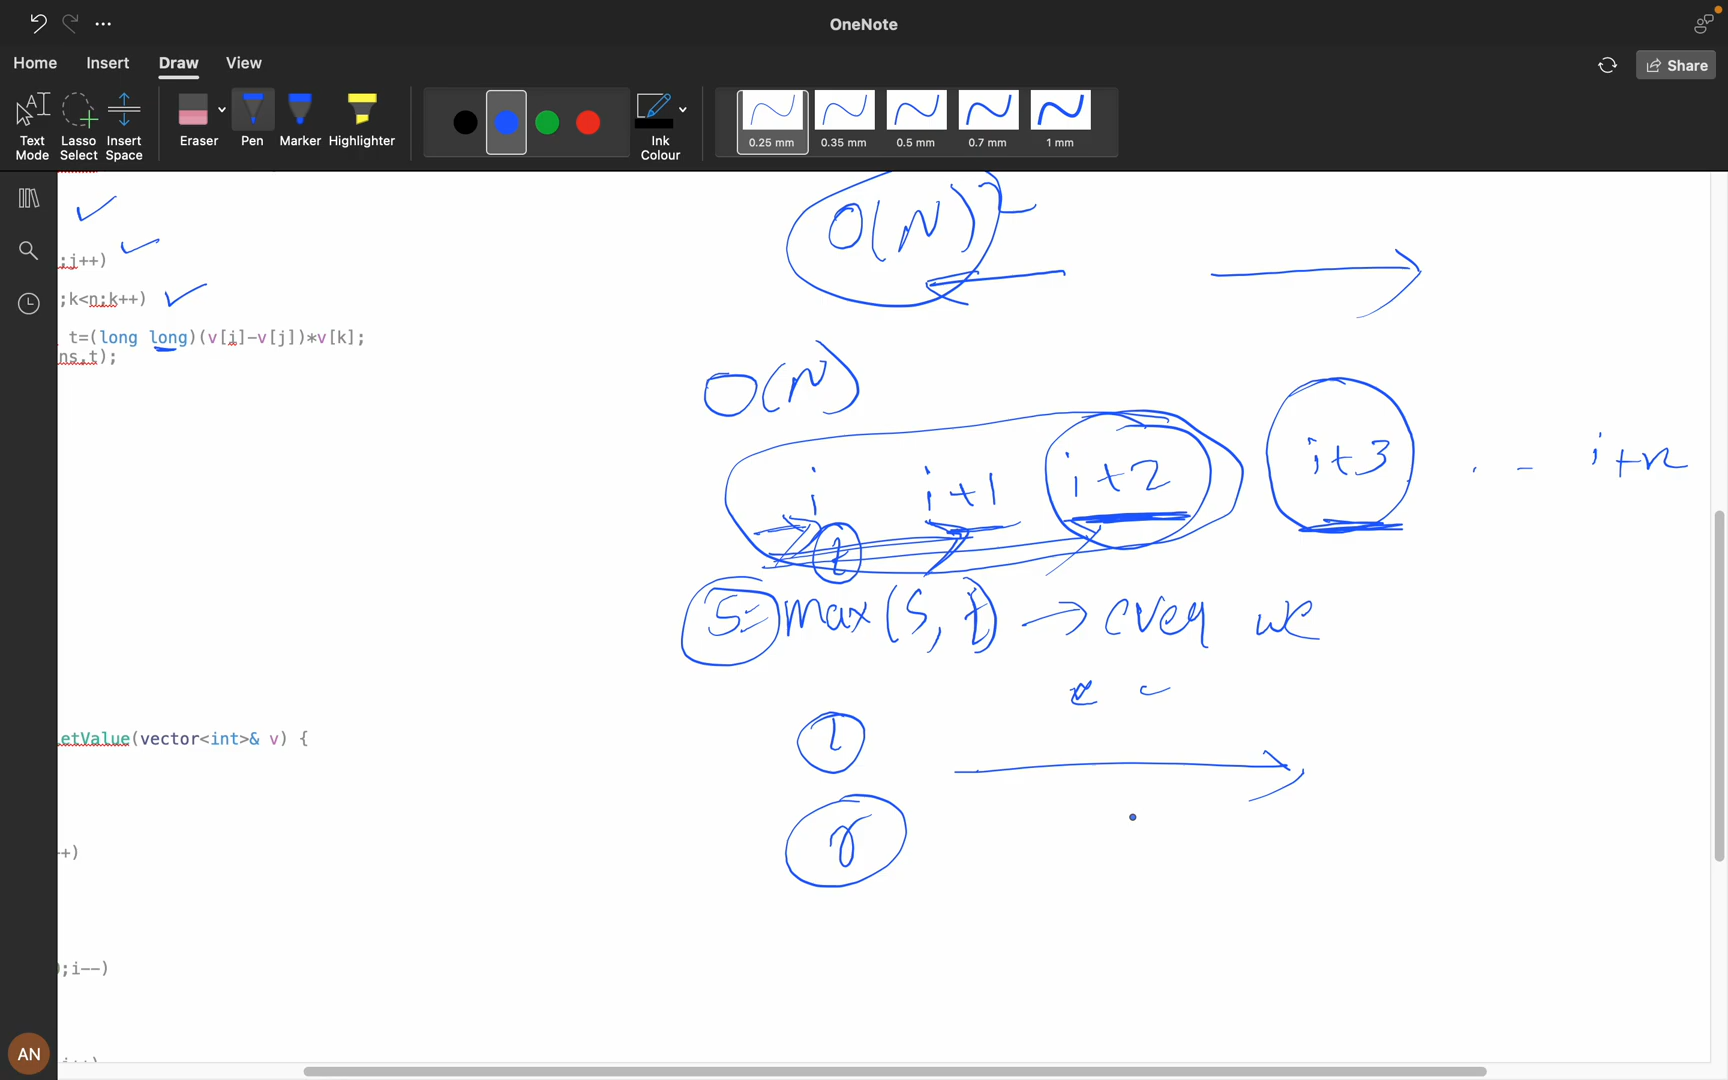 OneNote
Home Insert Draw View
Share
Text Mode
Lasso Select
Insert Space
Eraser
Pen
Marker
Highlighter
Ink Colour
0.25 mm
0.35 mm
0.5 mm
0.7 mm
1 mm
O(N)²
;j++)
;k<n;k++)
t=(long long)(v[i]-v[j])*v[k];
ns,t);
O(N)
i i+1 i+2 i+3 . - i+n
S= max(S, t) →
we
l
r
etValue(vector<int>& v) {
+)
;i--)
AN